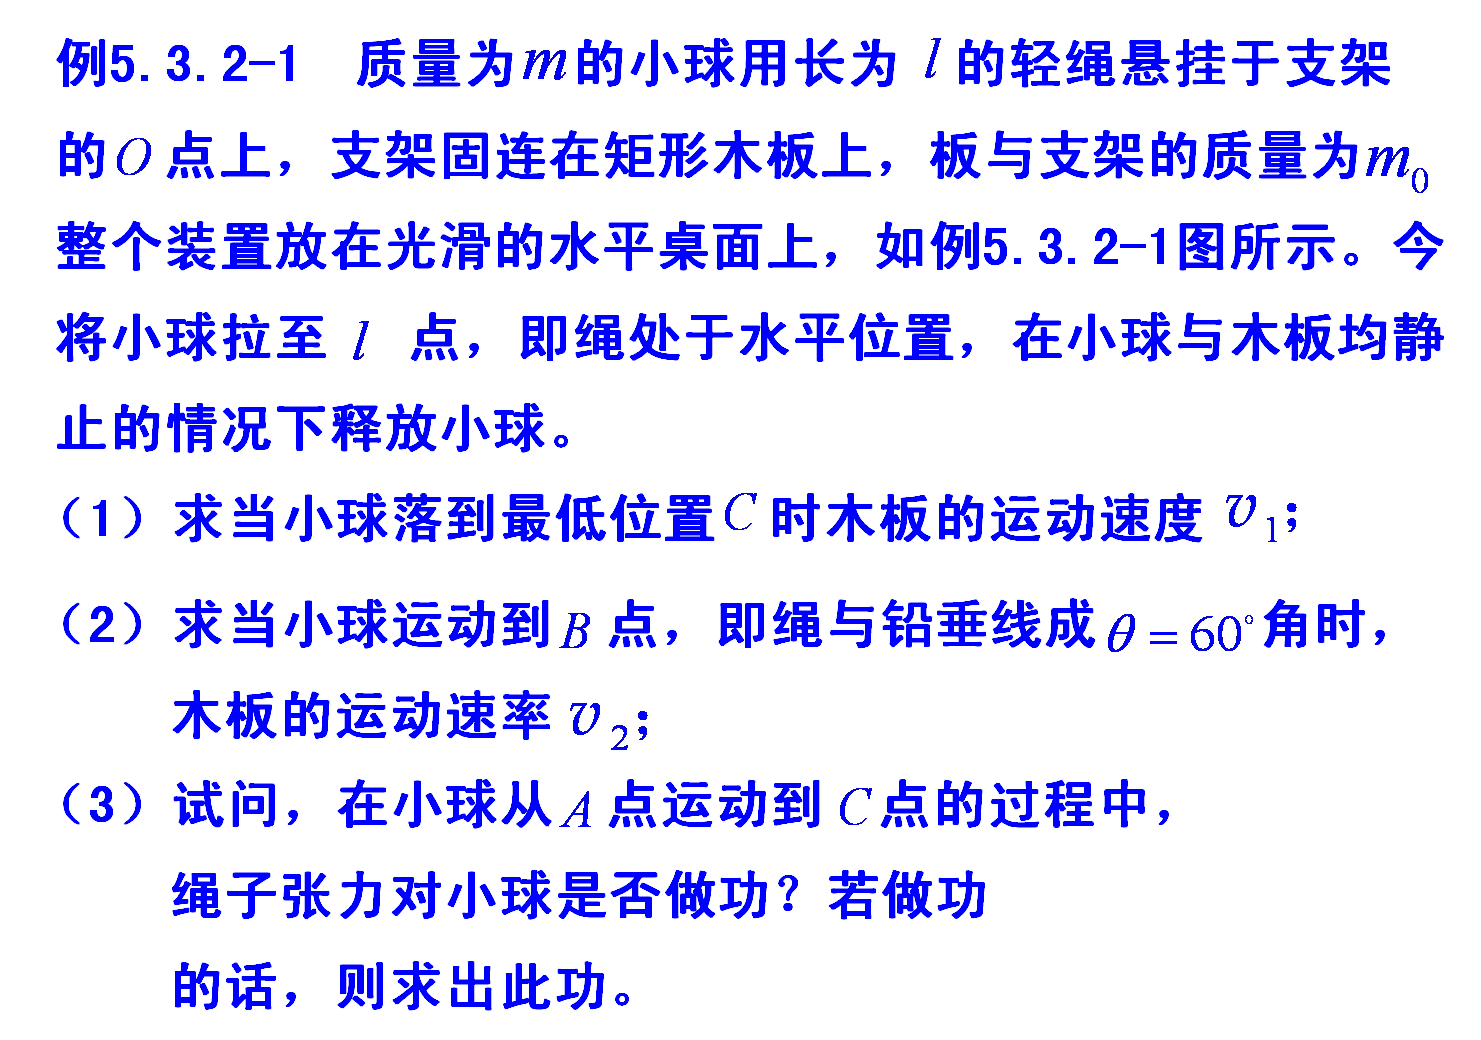 例5.3.2-1 质量为m的小球用长为 l 的轻绳悬挂于支架
的O点上，支架固连在矩形木板上，板与支架的质量为m₀
整个装置放在光滑的水平桌面上，如例5.3.2-1图所示。今
将小球拉至 l 点，即绳处于水平位置，在小球与木板均静
止的情况下释放小球。
（1）求当小球落到最低位置C时木板的运动速度 v₁；
（2）求当小球运动到B点，即绳与铅垂线成θ=60°角时，
木板的运动速率 v₂；
（3）试问，在小球从A点运动到C点的过程中，
绳子张力对小球是否做功？若做功
的话，则求出此功。